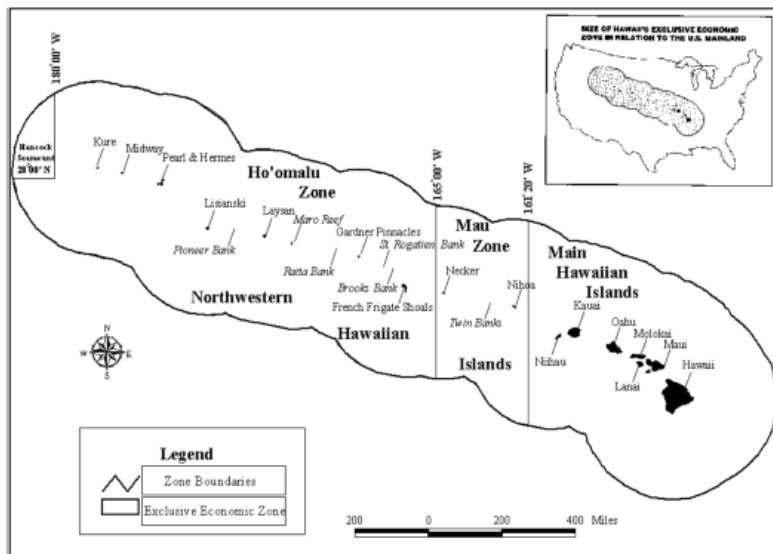 SIZE OF HAWAII'S EXCLUSIVE ECONOMIC
ZONE IN RELATION TO THE U.S. MAINLAND
180°00' W
Hancock
Seamount
28°00' N
Kure
Midway
Pearl & Hermes
Ho'omalu
Zone
165°00' W
161°20' W
Lisianski
Laysan
Maro Reef
Gardner Pinnacles
St. Rogatien Bank
Pioneer Bank
Raita Bank
Brooks Bank
French Frigate Shoals
Mau
Zone
Necker
Nihoa
Twin Banks
Main
Hawaiian
Islands
Kauai
Niihau
Oahu
Molokai
Maui
Lanai
Hawaii
Northwestern
Hawaiian
Islands
N
W
E
S
Legend
Zone Boundaries
Exclusive Economic Zone
200 0 200 400 Miles